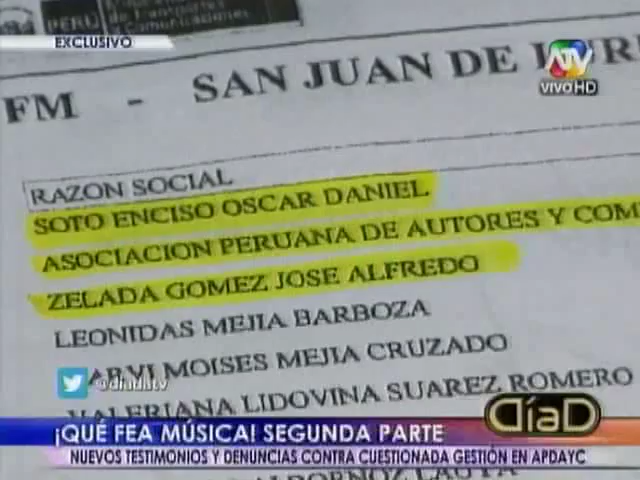 PERÚ
EXCLUSIVO
ATV
VIVO HD
FM - SAN JUAN DE
RAZON SOCIAL
SOTO ENCISO OSCAR DANIEL
ASOCIACION PERUANA DE AUTORES Y
ZELADA GOMEZ JOSE ALFREDO
LEONIDAS MEJIA BARBOZA
MOISES MEJIA CRUZADO
@diadatv
VALERIANA LIDOVINA SUAREZ ROMERO
DíaD
¡QUÉ FEA MÚSICA! SEGUNDA PARTE
NUEVOS TESTIMONIOS Y DENUNCIAS CONTRA CUESTIONADA GESTIÓN EN APDAYC